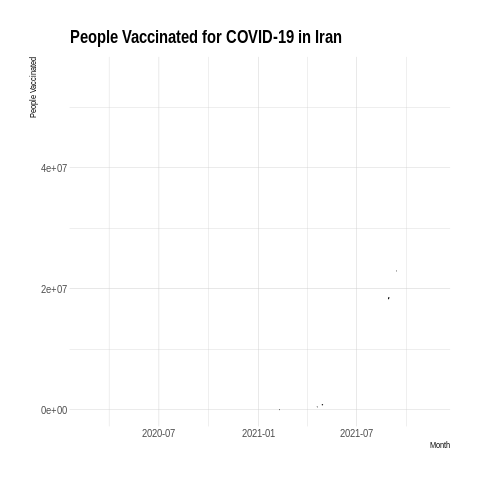 People Vaccinated for COVID-19 in Iran
People Vaccinated
4e+07
2e+07
0e+00
2020-07
2021-01
2021-07
Month